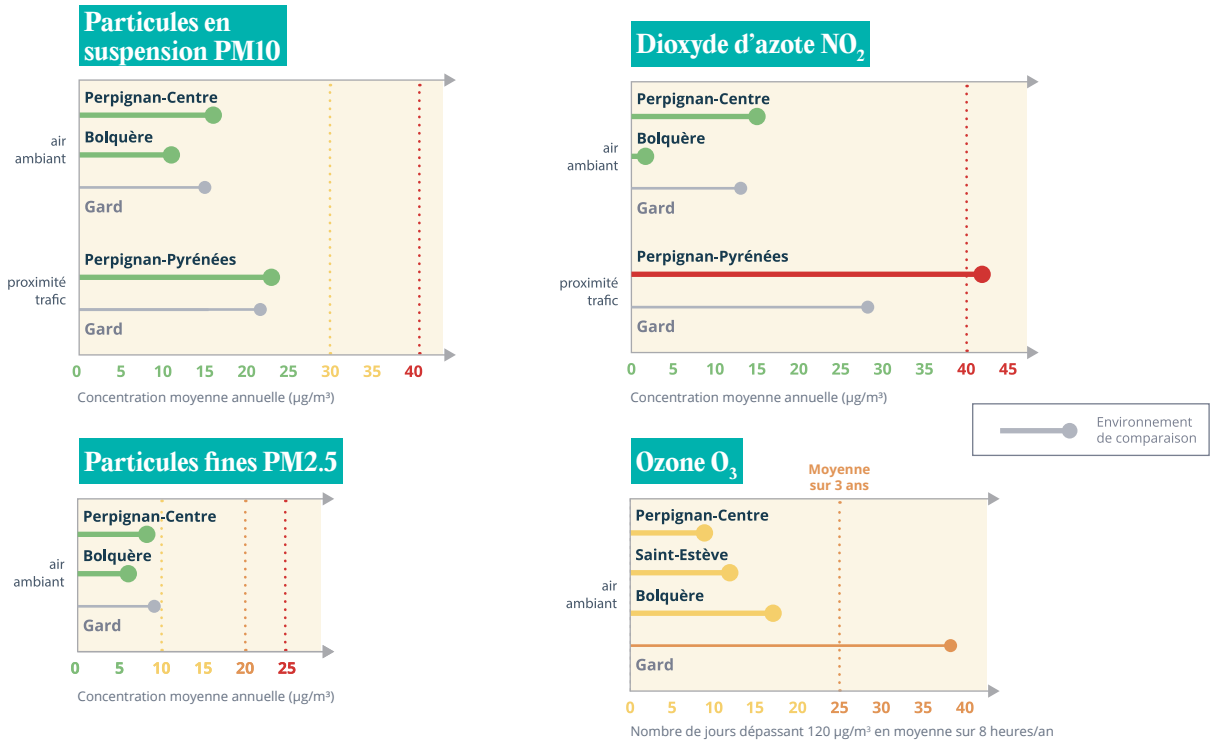 Particules en
suspension PM10
Perpignan-Centre
Bolquère
air
ambiant
Gard
Perpignan-Pyrénées
proximité
trafic
Gard
0 5 10 15 20 25 30 35 40
Concentration moyenne annuelle (µg/m³)
Dioxyde d’azote NO₂
Perpignan-Centre
Bolquère
air
ambiant
Gard
Perpignan-Pyrénées
proximité
trafic
Gard
0 5 10 15 20 25 30 35 40 45
Concentration moyenne annuelle (µg/m³)
Environnement
de comparaison
Particules fines PM2.5
Perpignan-Centre
Bolquère
air
ambiant
Gard
0 5 10 15 20 25
Concentration moyenne annuelle (µg/m³)
Ozone O₃
Moyenne
sur 3 ans
Perpignan-Centre
Saint-Estève
air
ambiant
Bolquère
Gard
0 5 10 15 20 25 30 35 40
Nombre de jours dépassant 120 µg/m³ en moyenne sur 8 heures/an